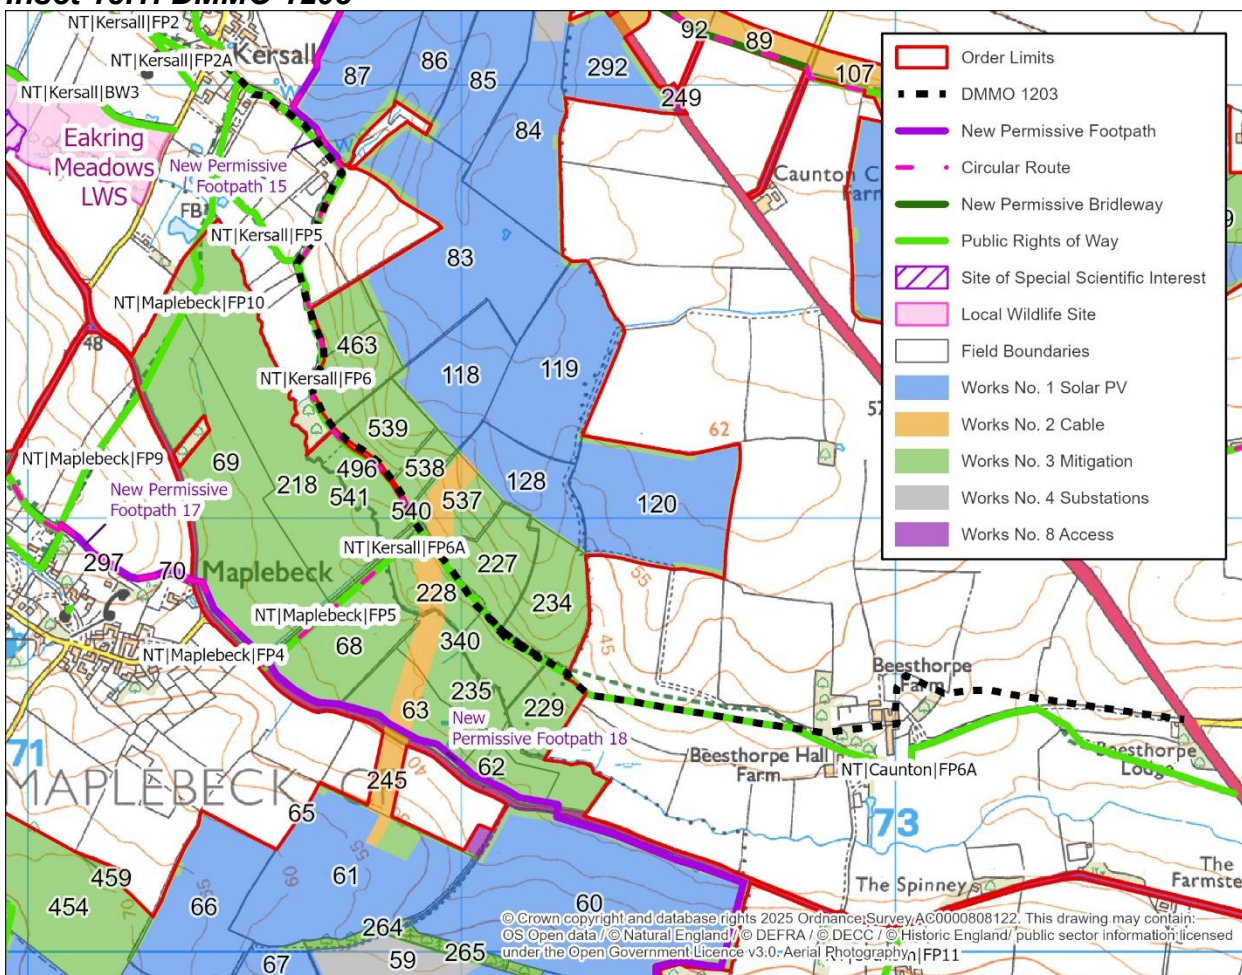 NT|Kersall|FP2
NT|Kersall|FP2A
Kersall
NT|Kersall|BW3
Eakring
Meadows
LWS
New Permissive
Footpath 15
FB
W
W
87
86
85
84
292
92
89
107
249
Caunton
NT|Kersall|FP5
83
NT|Maplebeck|FP10
48
463
NT|Kersall|FP6
118
119
62
539
NT|Maplebeck|FP9
69
218
496
538
541
537
540
128
120
New Permissive
Footpath 17
NT|Kersall|FP6A
297
70
Maplebeck
227
228
234
55
45
NT|Maplebeck|FP5
NT|Maplebeck|FP4
68
340
235
229
63
New
Permissive Footpath 18
62
Beesthorpe
Farm
Beesthorpe Hall
Farm
NT|Caunton|FP6A
Beesthorpe
Lodge
71
MAPLEBECK
245
40
65
73
459
454
70
55
66
60
61
55
60
The Spinney
The
264
265
67
59
Order Limits
DMMO 1203
New Permissive Footpath
Circular Route
New Permissive Bridleway
Public Rights of Way
Site of Special Scientific Interest
Local Wildlife Site
Field Boundaries
Works No. 1 Solar PV
Works No. 2 Cable
Works No. 3 Mitigation
Works No. 4 Substations
Works No. 8 Access
© Crown copyright and database rights 2025 Ordnance Survey AC0000808122. This drawing may contain:
OS Open data / © Natural England / © DEFRA / © DECC / © Historic England/ public sector information licensed
under the Open Government Licence v3.0. Aerial Photography
FP11